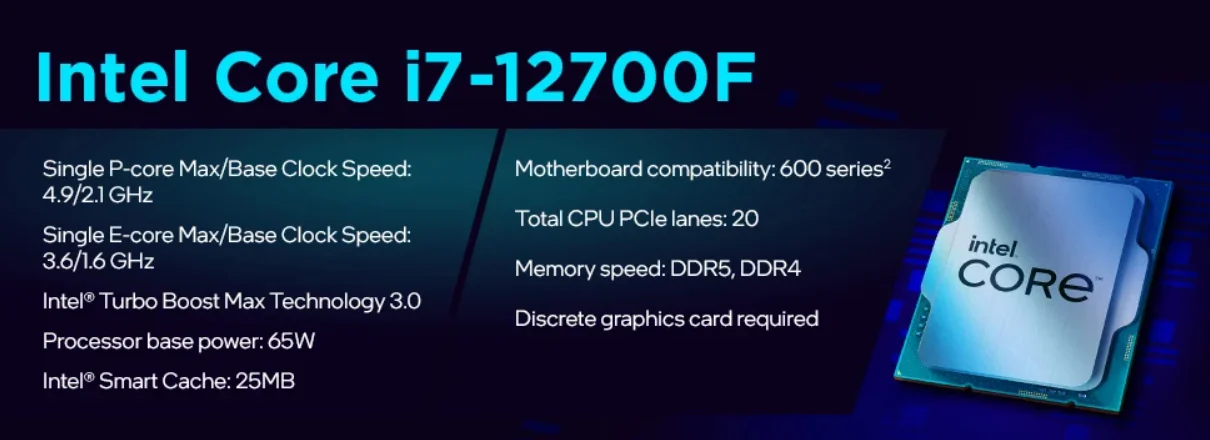 Intel Core i7-12700F
Single P-core Max/Base Clock Speed:
4.9/2.1 GHz
Single E-core Max/Base Clock Speed:
3.6/1.6 GHz
Intel® Turbo Boost Max Technology 3.0
Processor base power: 65W
Intel® Smart Cache: 25MB
Motherboard compatibility: 600 series²
Total CPU PCIe lanes: 20
Memory speed: DDR5, DDR4
Discrete graphics card required
intel.
CORE™